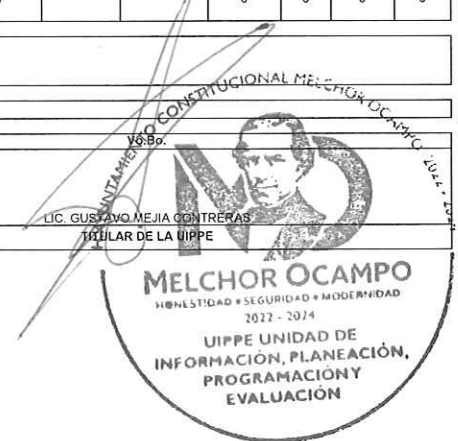 AYUNTAMIENTO CONSTITUCIONAL MELCHOR OCAMPO 2022 - 2024
Vo.Bo.
LIC. GUSTAVO MEJIA CONTRERAS
TITULAR DE LA UIPPE
MO
MELCHOR OCAMPO
HONESTIDAD • SEGURIDAD • MODERNIDAD
2022 - 2024
UIPPE UNIDAD DE
INFORMACIÓN, PLANEACIÓN,
PROGRAMACIÓN Y
EVALUACIÓN